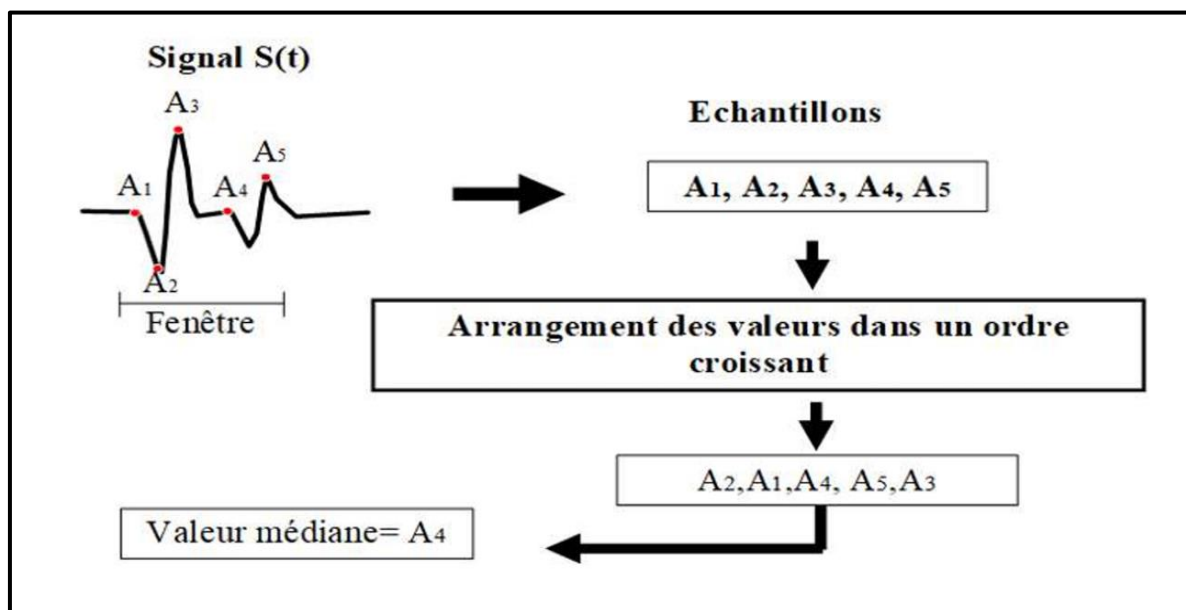 Signal S(t)
A3
A5
A1
A4
A2
Fenêtre
Echantillons
A1, A2, A3, A4, A5
Arrangement des valeurs dans un ordre
croissant
A2,A1,A4, A5,A3
Valeur médiane= A4